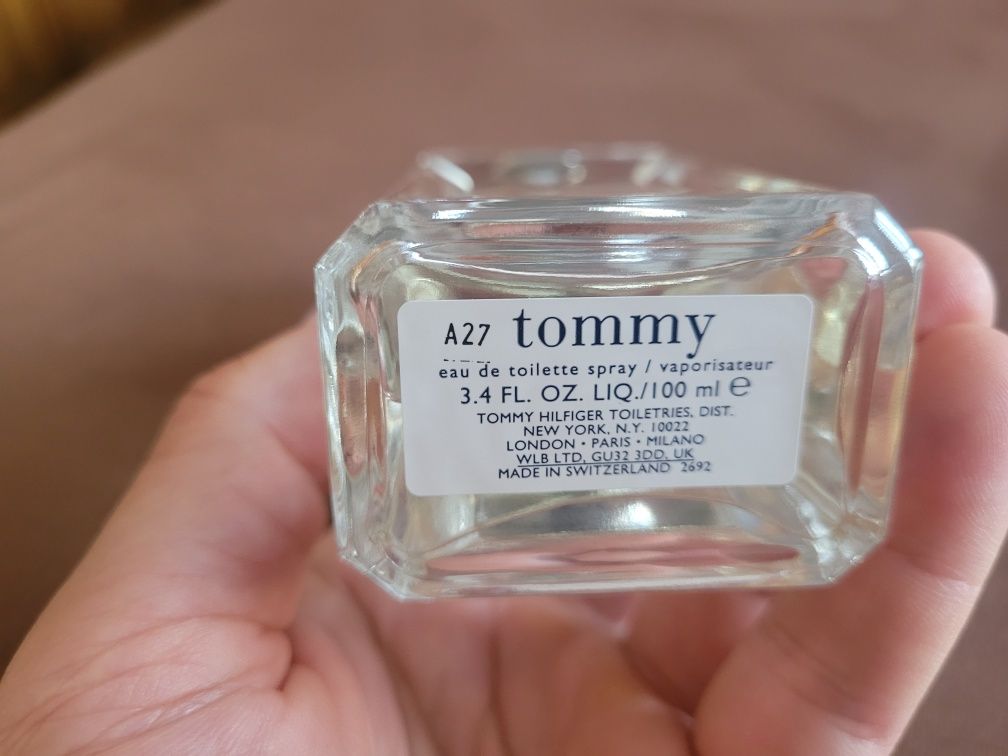 A27 tommy
eau de toilette spray / vaporisateur
3.4 FL. OZ. LIQ./100 ml ℮
TOMMY HILFIGER TOILETRIES, DIST.
NEW YORK, N.Y. 10022
LONDON • PARIS • MILANO
WLB LTD, GU32 3DD, UK
MADE IN SWITZERLAND 2692